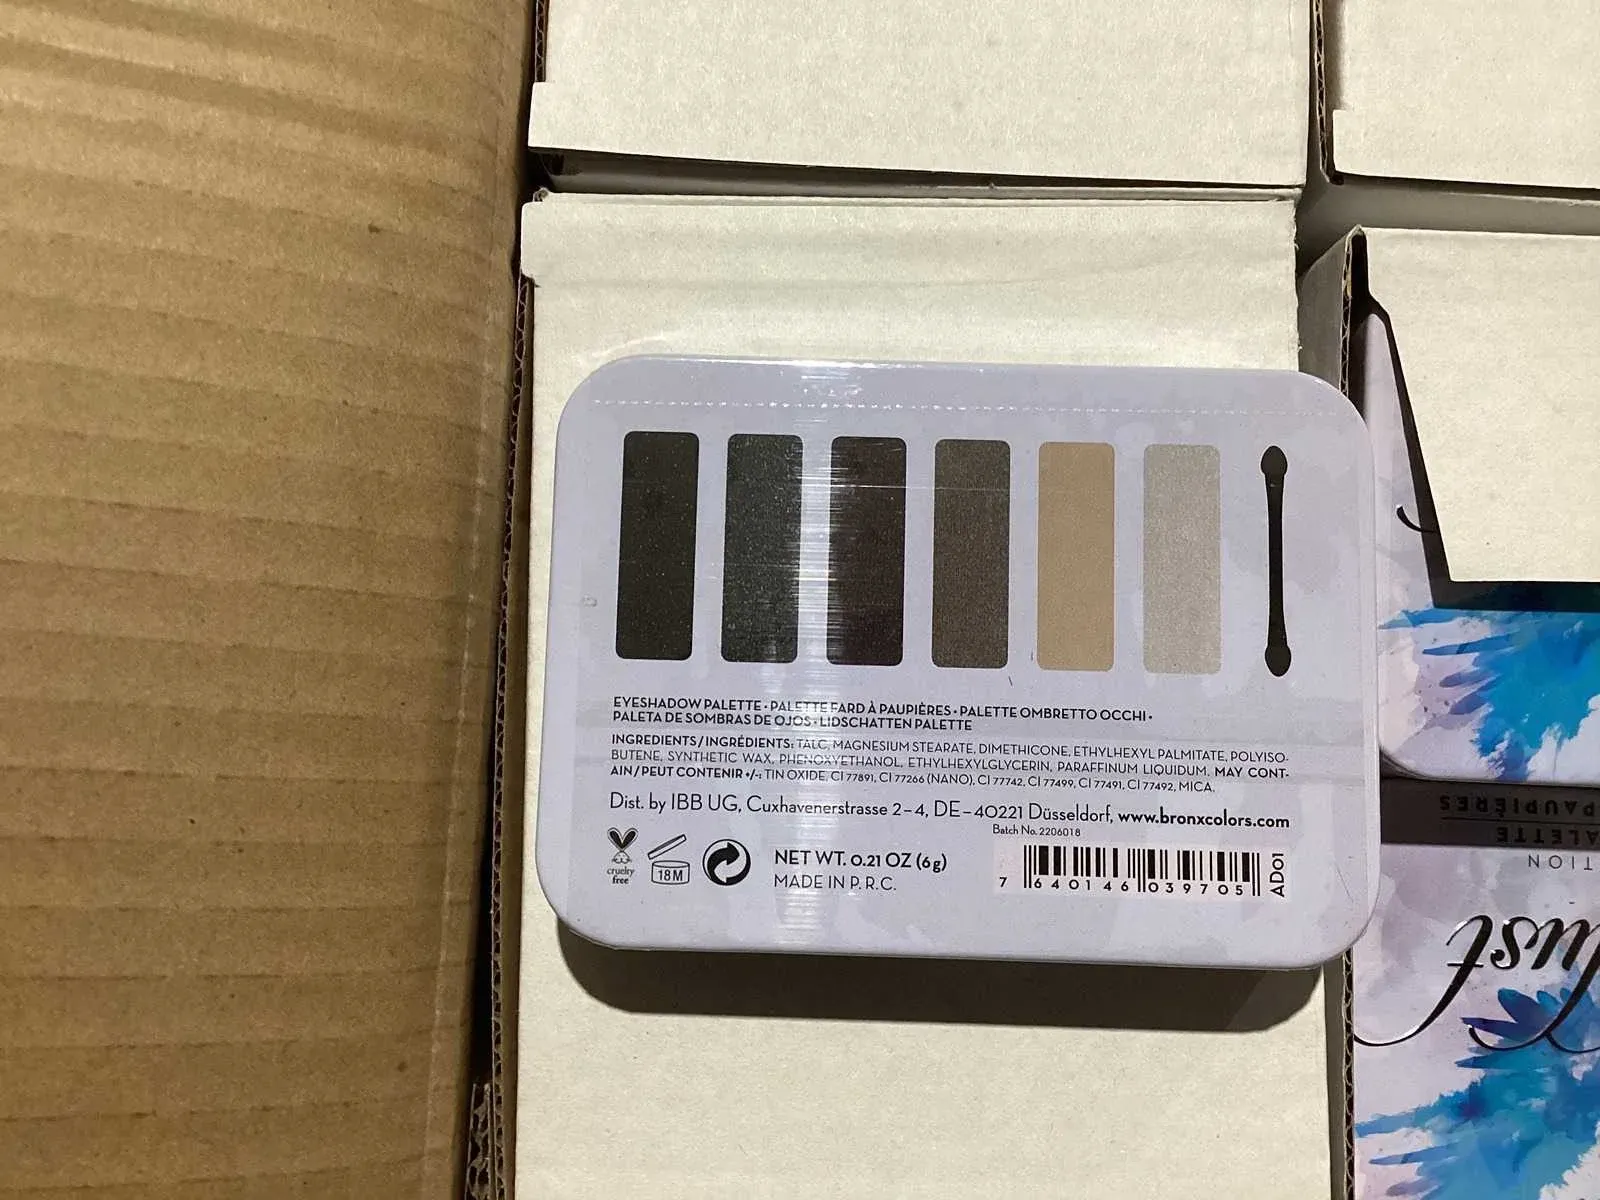 EYESHADOW PALETTE • PALETTE FARD À PAUPIÈRES • PALETTE OMBRETTO OCCHI •
PALETA DE SOMBRAS DE OJOS • LIDSCHATTEN PALETTE
INGREDIENTS/INGRÉDIENTS: TALC, MAGNESIUM STEARATE, DIMETHICONE, ETHYLHEXYL PALMITATE, POLYISO-
BUTENE, SYNTHETIC WAX, PHENOXYETHANOL, ETHYLHEXYLGLYCERIN, PARAFFINUM LIQUIDUM. MAY CONT-
AIN/PEUT CONTENIR +/-: TIN OXIDE, CI 77891, CI 77266 (NANO), CI 77742, CI 77499, CI 77491, CI 77492, MICA.
Dist. by IBB UG, Cuxhavenerstrasse 2-4, DE-40221 Düsseldorf, www.bronxcolors.com
Batch No. 2206018
cruelty
free
18M
NET WT. 0.21 OZ (6g)
MADE IN P.R.C.
7 640146 039705
AD01
PAUPIÈRES
ALETTE
TION
lust